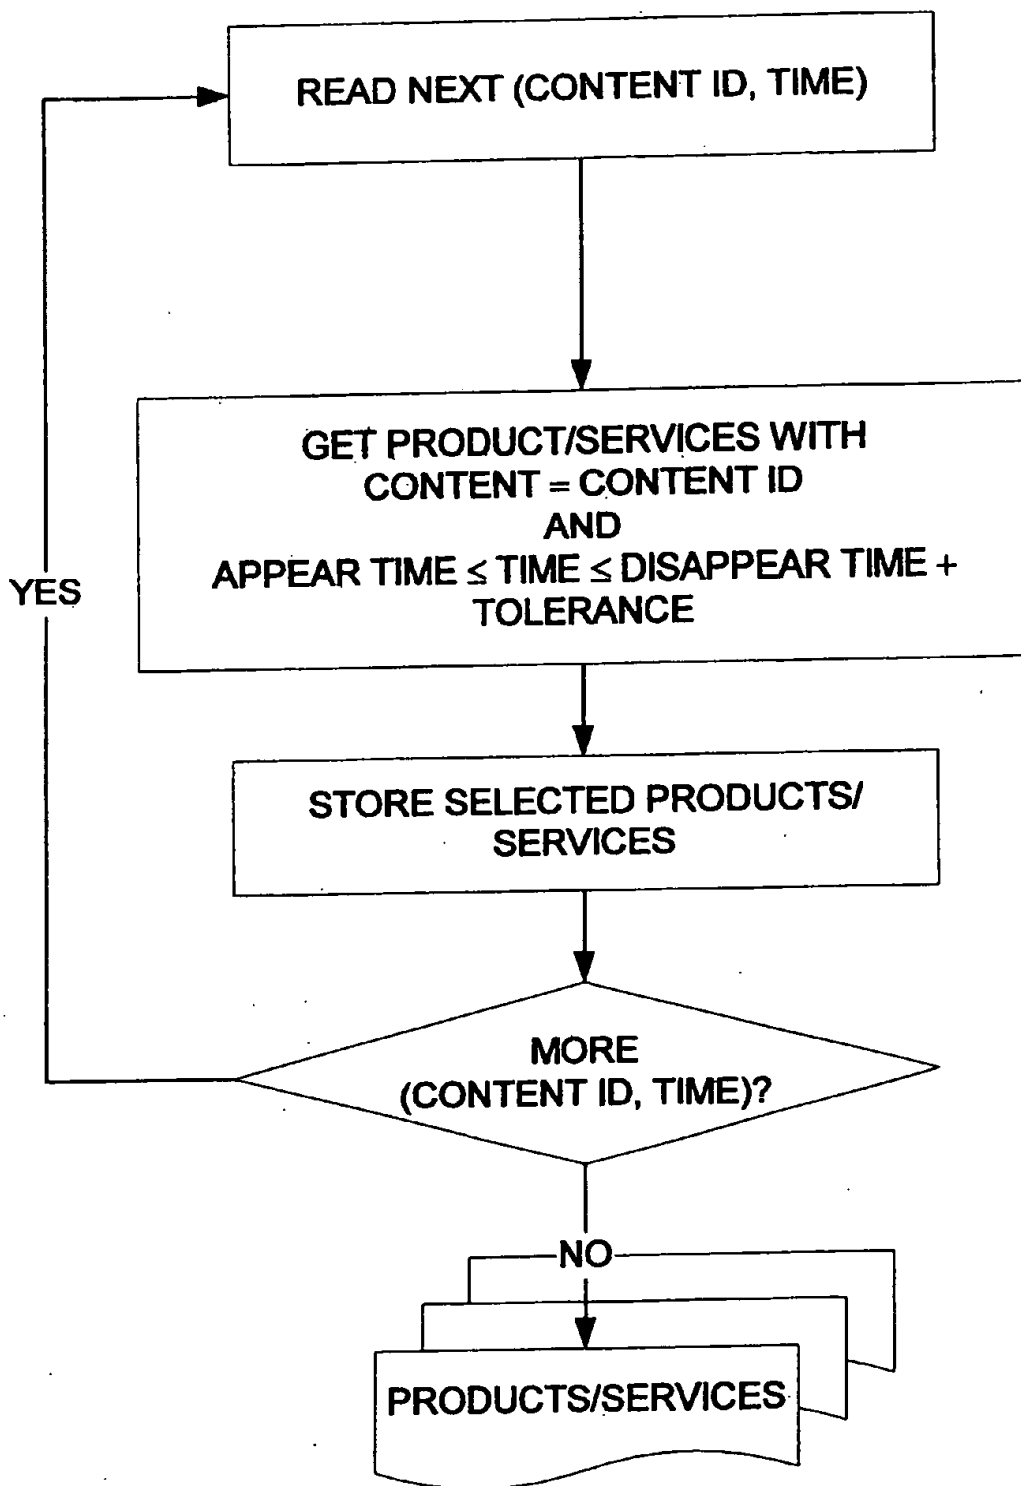 READ NEXT (CONTENT ID, TIME)
GET PRODUCT/SERVICES WITH
CONTENT = CONTENT ID
AND
APPEAR TIME ≤ TIME ≤ DISAPPEAR TIME +
TOLERANCE
YES
STORE SELECTED PRODUCTS/
SERVICES
MORE
(CONTENT ID, TIME)?
NO
PRODUCTS/SERVICES